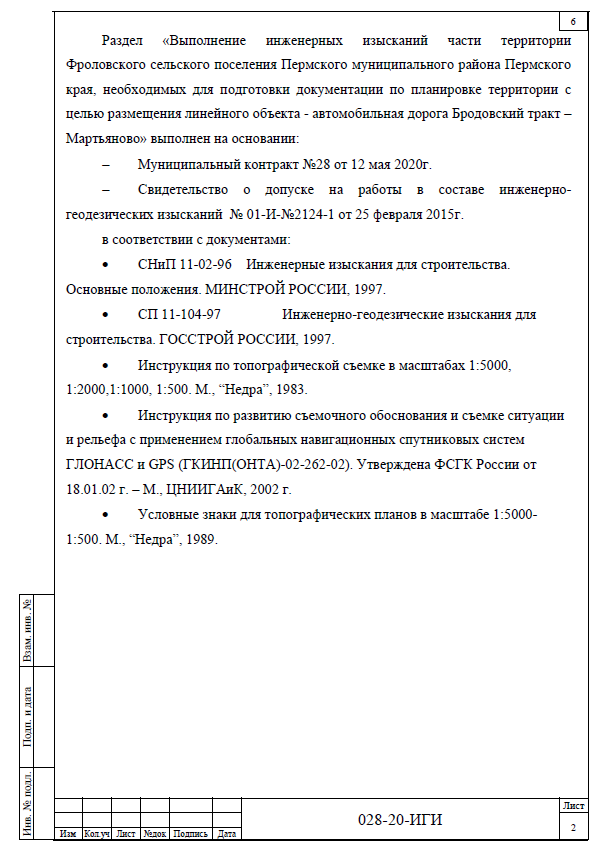 6
Раздел «Выполнение инженерных изысканий части территории
Фроловского сельского поселения Пермского муниципального района Пермского
края, необходимых для подготовки документации по планировке территории с
целью размещения линейного объекта - автомобильная дорога Бродовский тракт –
Мартьяново» выполнен на основании:
– Муниципальный контракт №28 от 12 мая 2020г.
– Свидетельство о допуске на работы в составе инженерно-
геодезических изысканий № 01-И-№2124-1 от 25 февраля 2015г.
в соответствии с документами:
• СНиП 11-02-96 Инженерные изыскания для строительства.
Основные положения. МИНСТРОЙ РОССИИ, 1997.
• СП 11-104-97 Инженерно-геодезические изыскания для
строительства. ГОССТРОЙ РОССИИ, 1997.
• Инструкция по топографической съемке в масштабах 1:5000,
1:2000,1:1000, 1:500. М., “Недра”, 1983.
• Инструкция по развитию съемочного обоснования и съемке ситуации
и рельефа с применением глобальных навигационных спутниковых систем
ГЛОНАСС и GPS (ГКИНП(ОНТА)-02-262-02). Утверждена ФСГК России от
18.01.02 г. – М., ЦНИИГАиК, 2002 г.
• Условные знаки для топографических планов в масштабе 1:5000-
1:500. М., “Недра”, 1989.
Взам. инв. №
Подп. и дата
Инв. № подл.
Изм Кол.уч Лист №док Подпись Дата
028-20-ИГИ
Лист
2